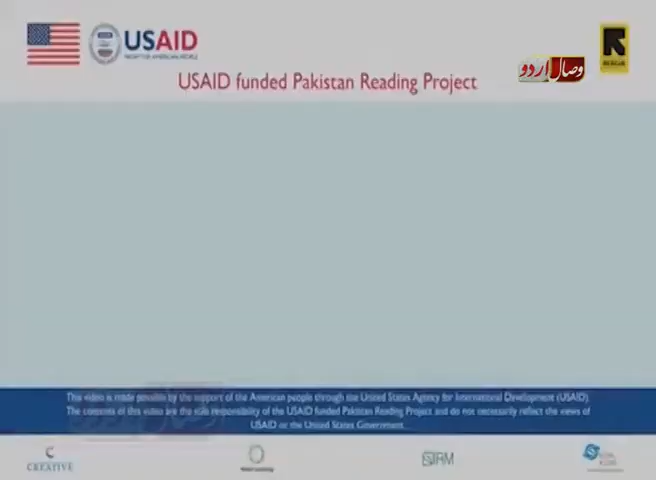 USAID
FROM THE AMERICAN PEOPLE
USAID funded Pakistan Reading Project
وصال اردو
RESCUE
This video is made possible by the support of the American people through the United States Agency for International Development (USAID)
The contents of this video are the sole responsibility of the USAID funded Pakistan Reading Project and do not necessarily reflect the views of
USAID or the United States Government.
CREATIVE